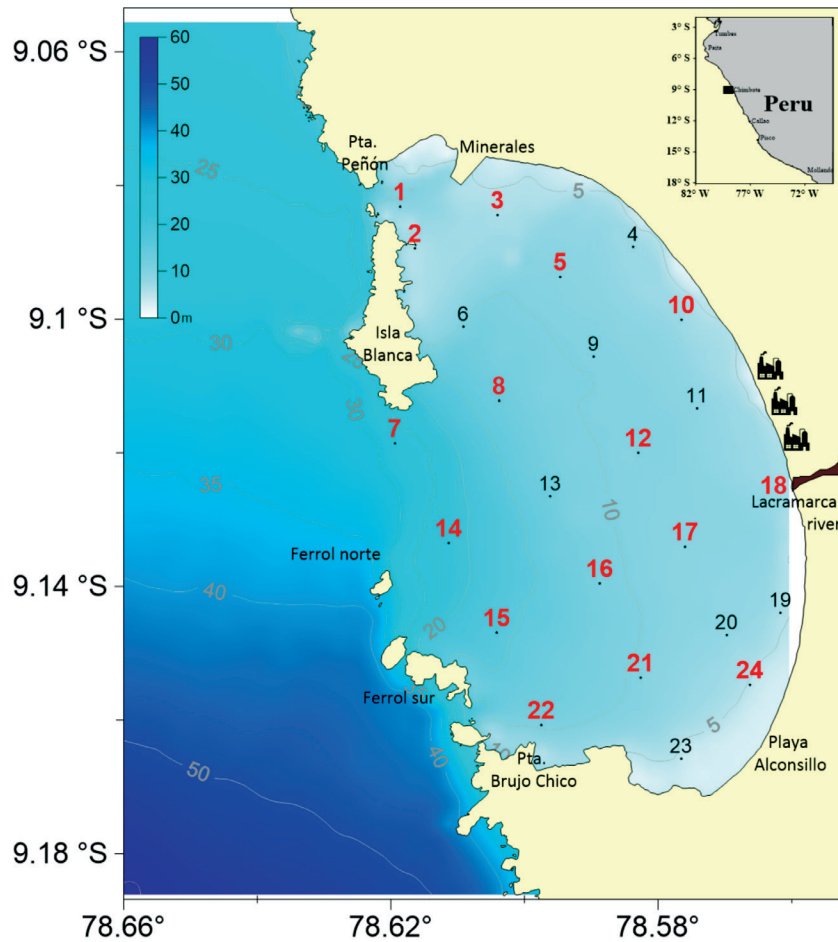 9.06 °S
9.1 °S
9.14 °S
9.18 °S
78.66°
78.62°
78.58°
60
50
40
30
20
10
0m
Pta.
Peñón
Minerales
Isla
Blanca
Ferrol norte
Ferrol sur
Pta.
Brujo Chico
Playa
Alconsillo
Lacramarca
river
1
2
3
4
5
6
7
8
9
10
11
12
13
14
15
16
17
18
19
20
21
22
23
24
25
30
35
40
50
5
25
30
10
20
40
10
5
3° S
6° S
9° S
12° S
15° S
18° S
82° W
77° W
72° W
Tumbes
Paita
Chimbote
Callao
Pisco
Mollendo
Peru